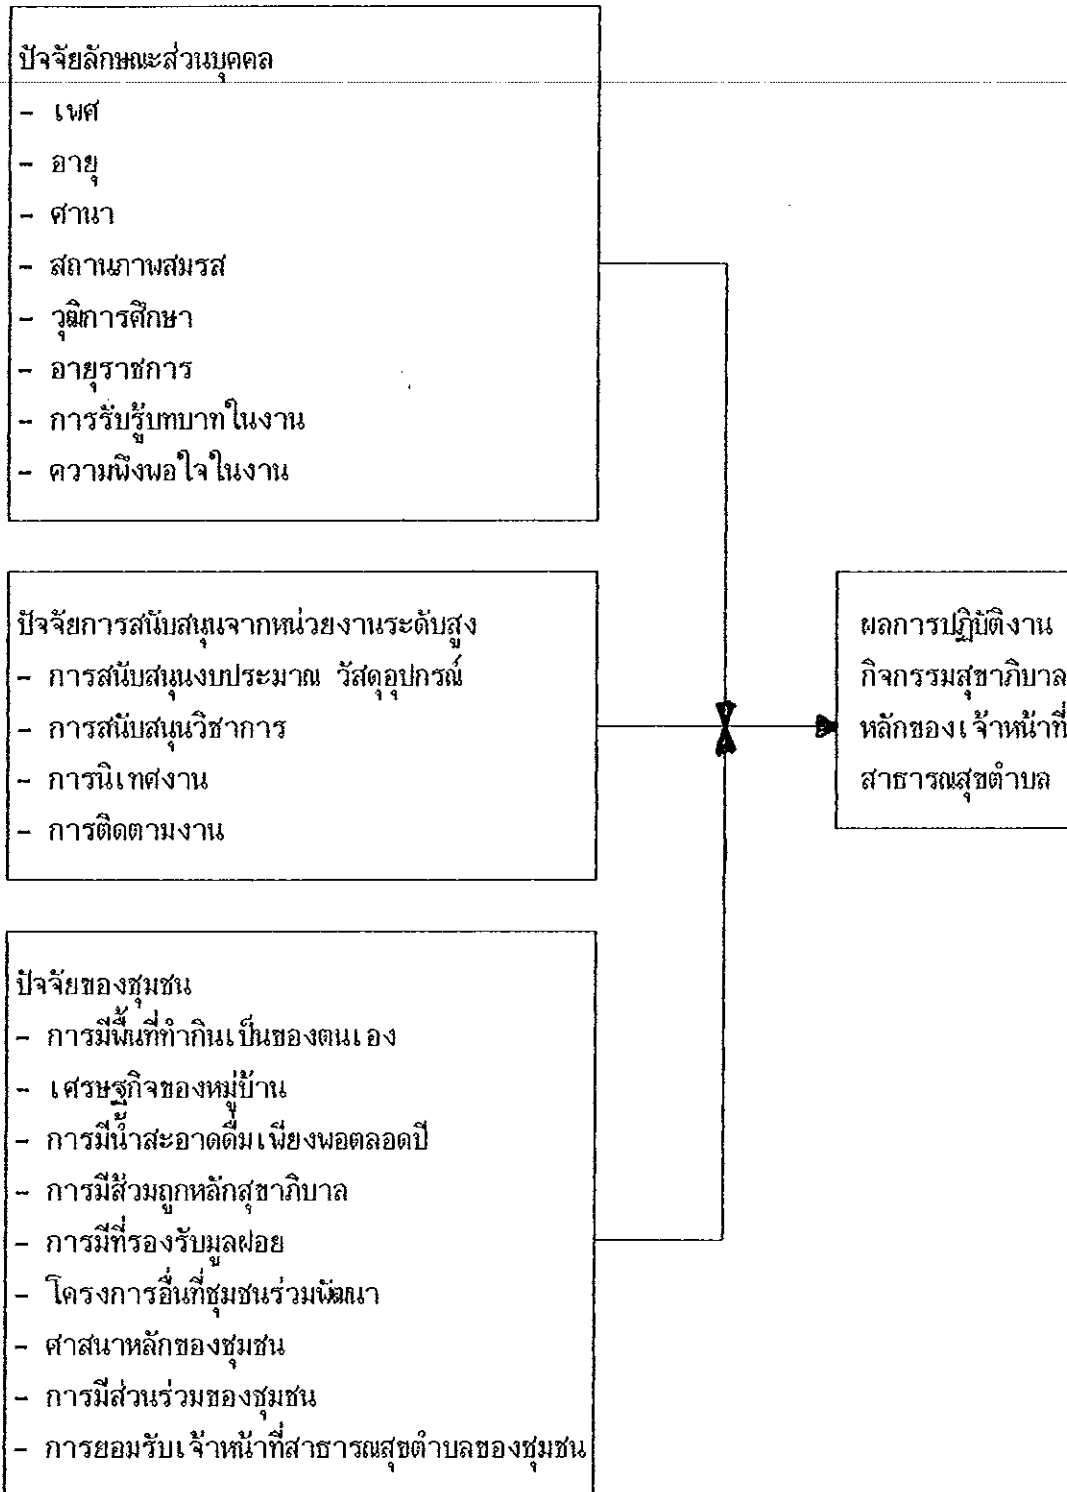 ปัจจัยลักษณะส่วนบุคคล
- เพศ
- อายุ
- ศานา
- สถานภาพสมรส
- วุฒิการศึกษา
- อายุราชการ
- การรับรู้บทบาทในงาน
- ความพึงพอใจในงาน
ปัจจัยการสนับสนุนจากหน่วยงานระดับสูง
- การสนับสนุนงบประมาณ วัสดุอุปกรณ์
- การสนับสนุนวิชาการ
- การนิเทศงาน
- การติดตามงาน
ผลการปฏิบัติงาน
กิจกรรมสุขาภิบาล
หลักของเจ้าหน้าที่
สาธารณสุขตำบล
ปัจจัยของชุมชน
- การมีพื้นที่ทำกินเป็นของตนเอง
- เศรษฐกิจของหมู่บ้าน
- การมีน้ำสะอาดดื่มเพียงพอตลอดปี
- การมีส้วมถูกหลักสุขาภิบาล
- การมีที่รองรับมูลฝอย
- โครงการอื่นที่ชุมชนร่วมพัฒนา
- ศาสนาหลักของชุมชน
- การมีส่วนร่วมของชุมชน
- การยอมรับเจ้าหน้าที่สาธารณสุขตำบลของชุมชน